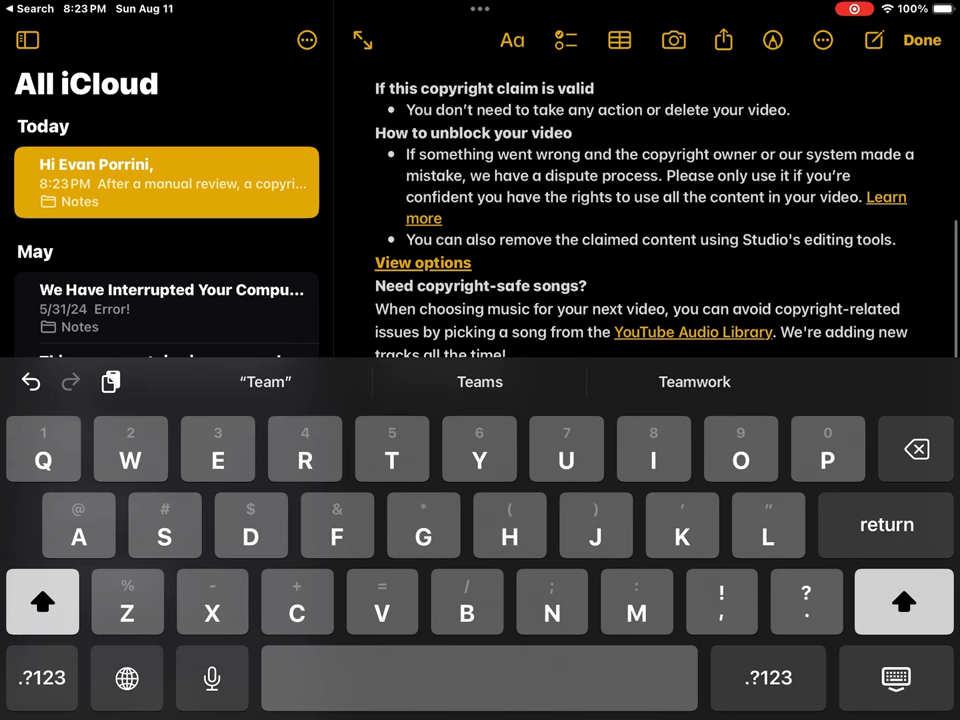 ◀ Search 8:23 PM Sun Aug 11
100%
Aa
Done
All iCloud
Today
Hi Evan Porrini,
8:23 PM After a manual review, a copyri...
Notes
May
We Have Interrupted Your Compu...
5/31/24 Error!
Notes
If this copyright claim is valid
• You don’t need to take any action or delete your video.
How to unblock your video
• If something went wrong and the copyright owner or our system made a
mistake, we have a dispute process. Please only use it if you’re
confident you have the rights to use all the content in your video. Learn
more
• You can also remove the claimed content using Studio's editing tools.
View options
Need copyright-safe songs?
When choosing music for your next video, you can avoid copyright-related
issues by picking a song from the YouTube Audio Library. We're adding new
tracks all the time!
“Team” Teams Teamwork
1 2 3 4 5 6 7 8 9 0
Q W E R T Y U I O P
@ # $ & * ( ) ‘ “
A S D F G H J K L return
% - + = / ; : ! ?
Z X C V B N M , .
.?123 .?123